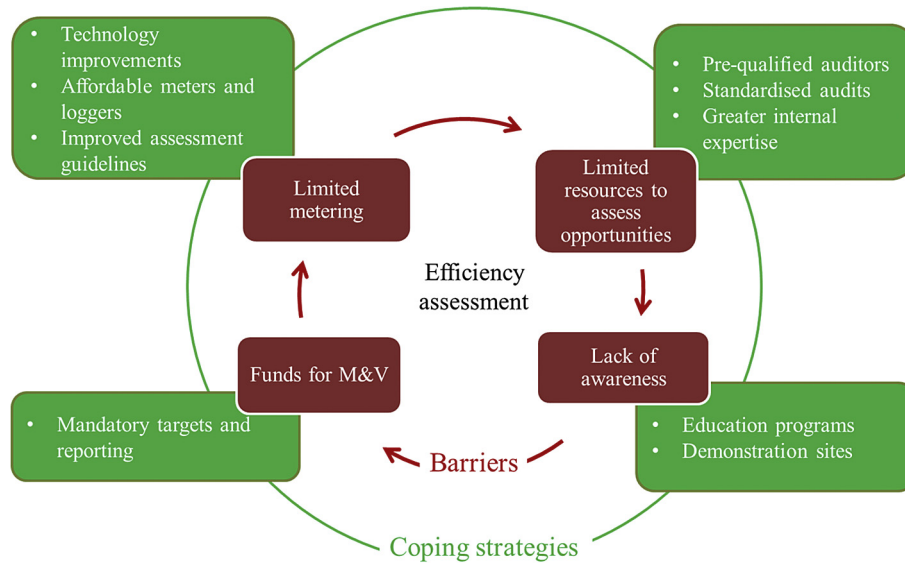 • Technology
improvements
• Affordable meters and
loggers
• Improved assessment
guidelines
• Pre-qualified auditors
• Standardised audits
• Greater internal
expertise
Limited
metering
Limited
resources to
assess
opportunities
Efficiency
assessment
Funds for M&V
Lack of
awareness
• Mandatory targets and
reporting
• Education programs
• Demonstration sites
Barriers
Coping strategies